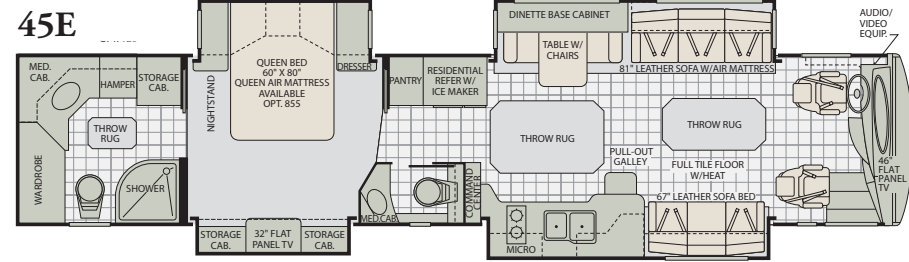 45E
MED.
CAB.
HAMPER
STORAGE
CAB.
THROW
RUG
WARDROBE
SHOWER
NIGHTSTAND
QUEEN BED
60" X 80"
QUEEN AIR MATTRESS
AVAILABLE
OPT. 855
DRESSER
STORAGE
CAB.
32" FLAT
PANEL TV
STORAGE
CAB.
PANTRY
RESIDENTIAL
REFER W/
ICE MAKER
MED.CAB.
COMMAND
CENTER
DINETTE BASE CABINET
TABLE W/
CHAIRS
81" LEATHER SOFA W/AIR MATTRESS
THROW RUG
THROW RUG
PULL-OUT
GALLEY
FULL TILE FLOOR
W/HEAT
67" LEATHER SOFA BED
MICRO
AUDIO/
VIDEO
EQUIP.
46"
FLAT
PANEL
TV